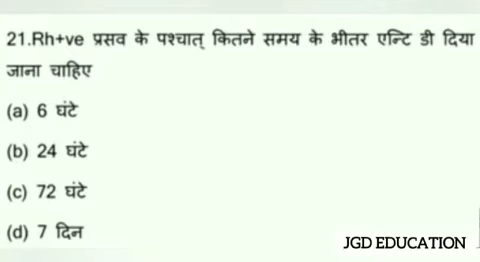 21.Rh+ve प्रसव के पश्चात् कितने समय के भीतर एन्टि डी दिया
जाना चाहिए
(a) 6 घंटे
(b) 24 घंटे
(c) 72 घंटे
(d) 7 दिन
JGD EDUCATION